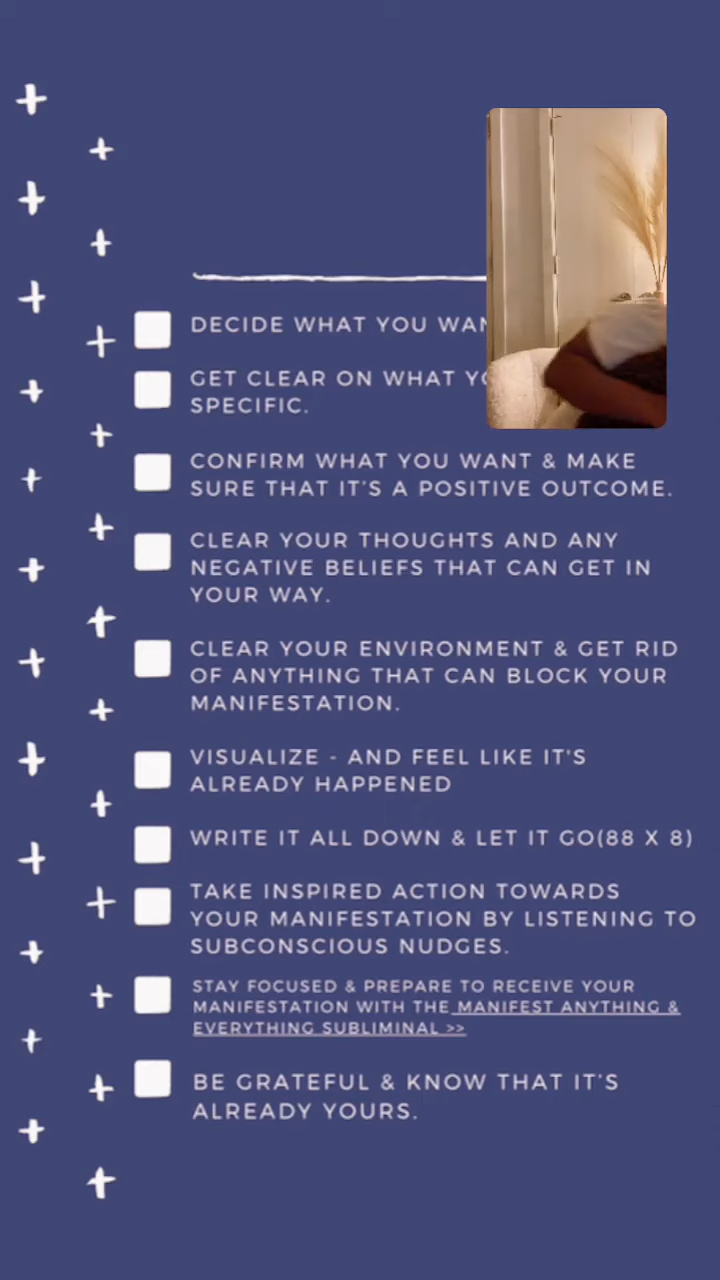 DECIDE WHAT YOU
GET CLEAR ON WHAT
SPECIFIC.
CONFIRM WHAT YOU WANT & MAKE
SURE THAT IT'S A POSITIVE OUTCOME.
CLEAR YOUR THOUGHTS AND ANY
NEGATIVE BELIEFS THAT CAN GET IN
YOUR WAY.
CLEAR YOUR ENVIRONMENT & GET RID
OF ANYTHING THAT CAN BLOCK YOUR
MANIFESTATION.
VISUALIZE - AND FEEL LIKE IT'S
ALREADY HAPPENED
WRITE IT ALL DOWN & LET IT GO(88 X 8)
TAKE INSPIRED ACTION TOWARDS
YOUR MANIFESTATION BY LISTENING TO
SUBCONSCIOUS NUDGES.
STAY FOCUSED & PREPARE TO RECEIVE YOUR
MANIFESTATION WITH THE MANIFEST ANYTHING &
EVERYTHING SUBLIMINAL >>
BE GRATEFUL & KNOW THAT IT'S
ALREADY YOURS.